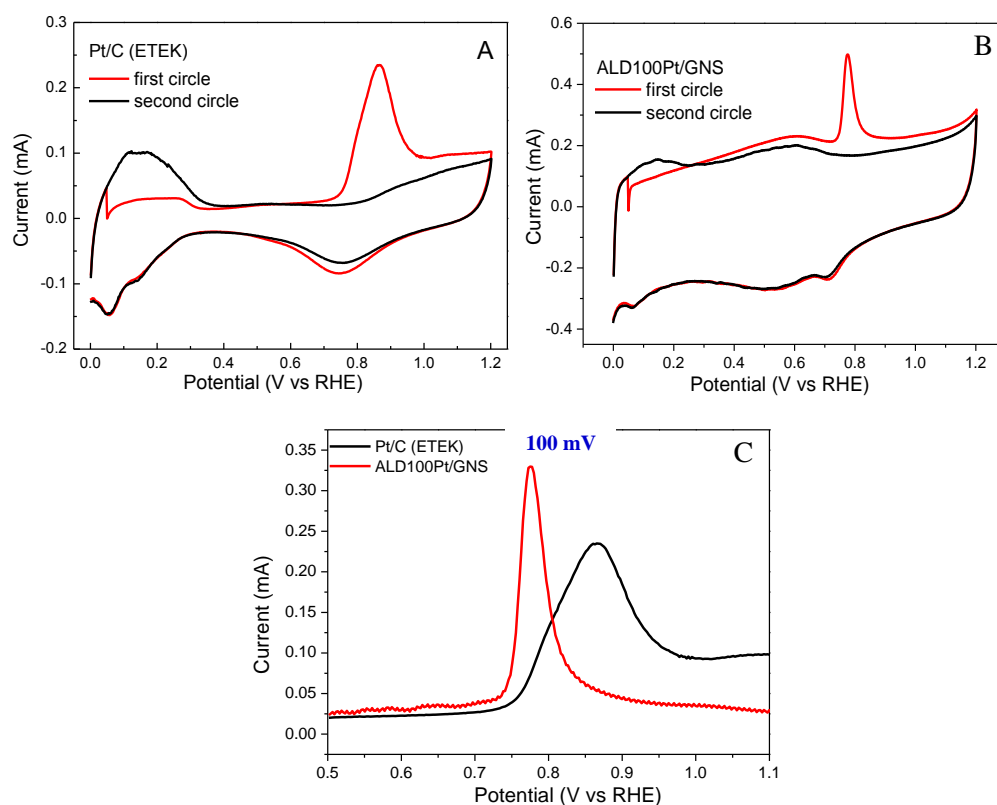 A
Pt/C (ETEK)
first circle
second circle
0.3
0.2
0.1
0.0
-0.1
-0.2
Current (mA)
0.0 0.2 0.4 0.6 0.8 1.0 1.2
Potential (V vs RHE)
B
ALD100Pt/GNS
first circle
second circle
0.6
0.4
0.2
0.0
-0.2
-0.4
Current (mA)
0.0 0.2 0.4 0.6 0.8 1.0 1.2
Potential (V vs RHE)
100 mV
C
Pt/C (ETEK)
ALD100Pt/GNS
0.35
0.30
0.25
0.20
0.15
0.10
0.05
0.00
Current (mA)
0.5 0.6 0.7 0.8 0.9 1.0 1.1
Potential (V vs RHE)